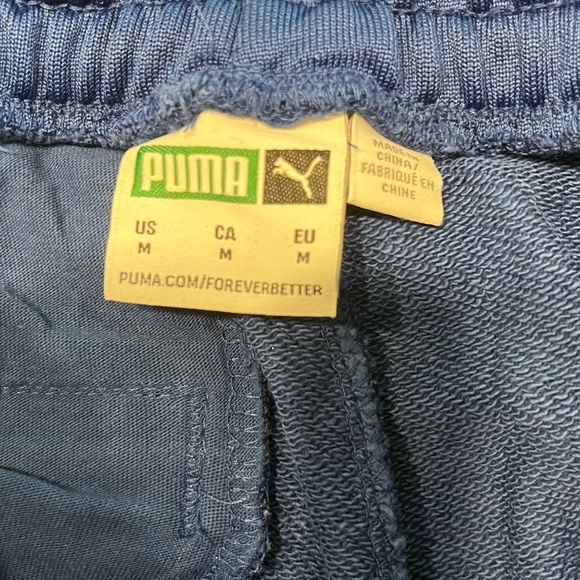 PUMA
US CA EU
M M M
PUMA.COM/FOREVERBETTER
MADE IN
CHINA/
FABRIQUÉ EN
CHINE